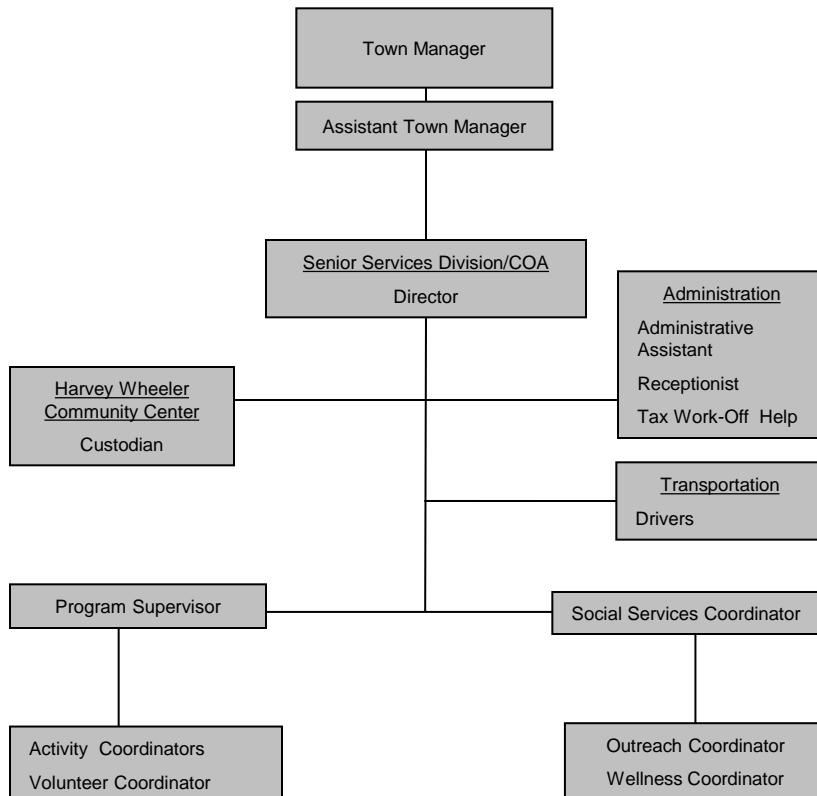 Town Manager
Assistant Town Manager
Senior Services Division/COA
Director
Administration
Administrative
Assistant
Receptionist
Tax Work-Off Help
Harvey Wheeler
Community Center
Custodian
Transportation
Drivers
Program Supervisor
Social Services Coordinator
Activity Coordinators
Volunteer Coordinator
Outreach Coordinator
Wellness Coordinator